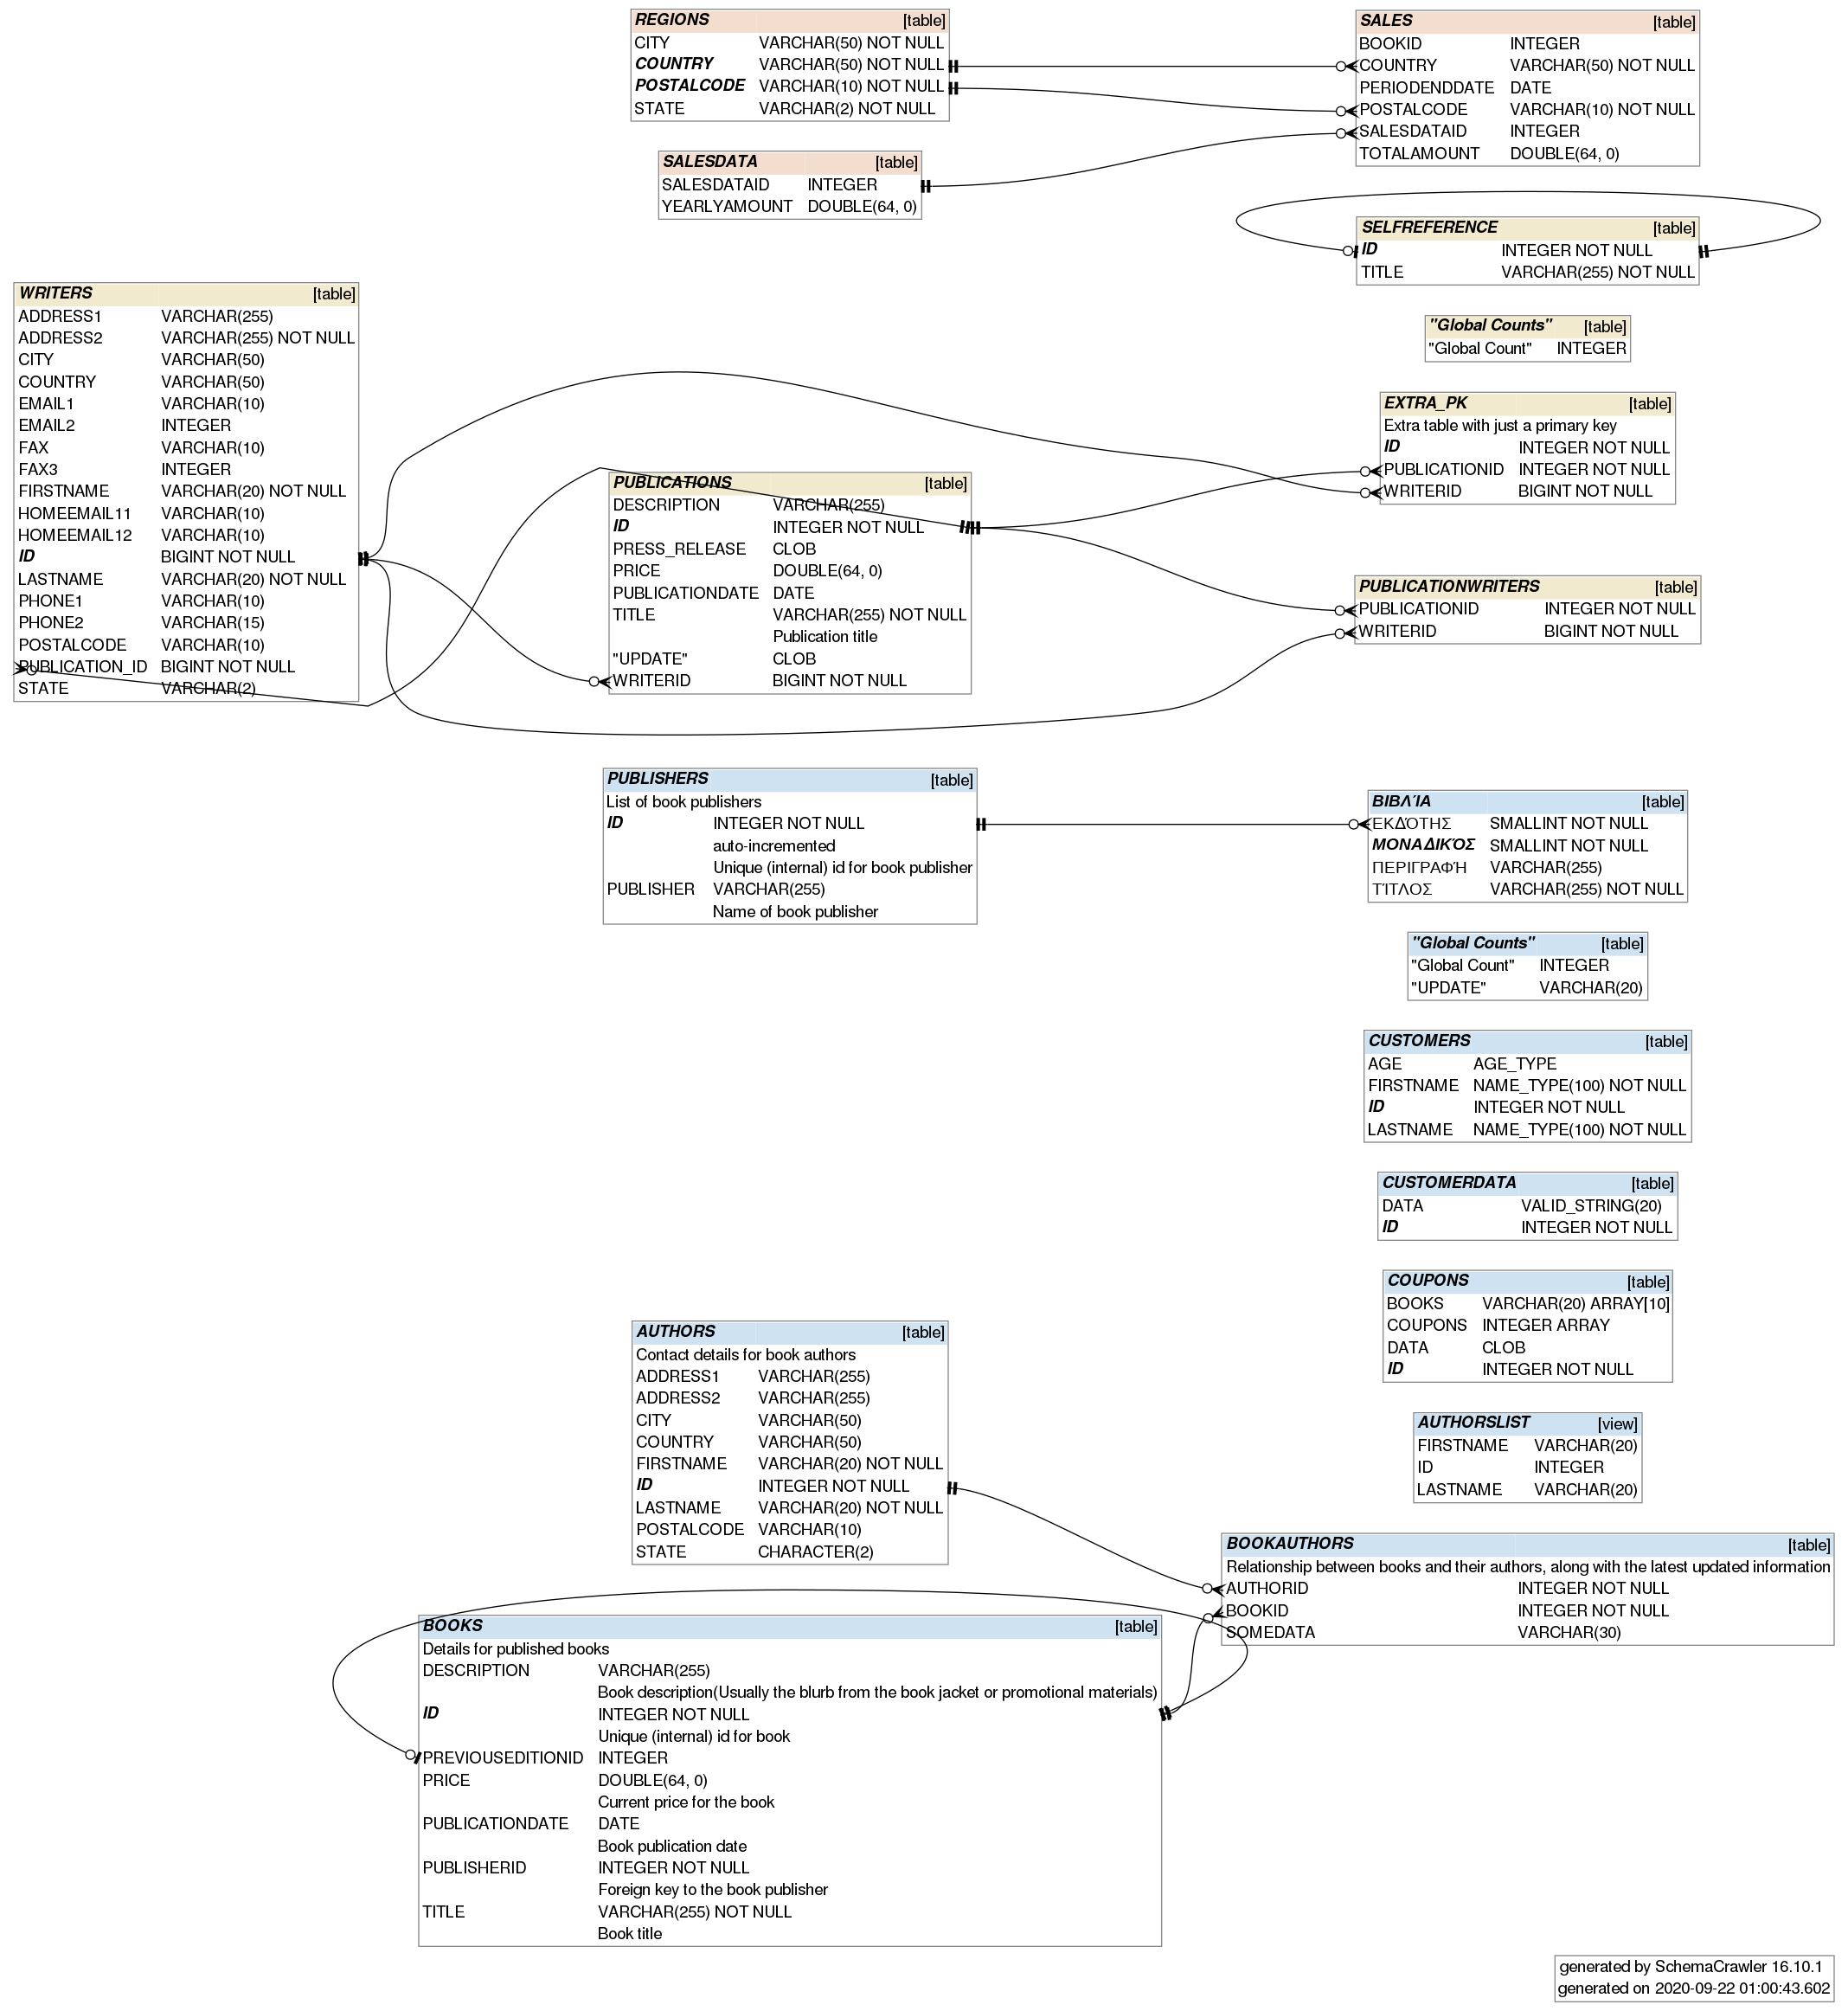 REGIONS [table]
CITY VARCHAR(50) NOT NULL
COUNTRY VARCHAR(50) NOT NULL
POSTALCODE VARCHAR(10) NOT NULL
STATE VARCHAR(2) NOT NULL
SALES [table]
BOOKID INTEGER
COUNTRY VARCHAR(50) NOT NULL
PERIODENDDATE DATE
POSTALCODE VARCHAR(10) NOT NULL
SALESDATAID INTEGER
TOTALAMOUNT DOUBLE(64, 0)
SALESDATA [table]
SALESDATAID INTEGER
YEARLYAMOUNT DOUBLE(64, 0)
SELFREFERENCE [table]
ID INTEGER NOT NULL
TITLE VARCHAR(255) NOT NULL
WRITERS [table]
ADDRESS1 VARCHAR(255)
ADDRESS2 VARCHAR(255) NOT NULL
CITY VARCHAR(50)
COUNTRY VARCHAR(50)
EMAIL1 VARCHAR(10)
EMAIL2 INTEGER
FAX VARCHAR(10)
FAX3 INTEGER
FIRSTNAME VARCHAR(20) NOT NULL
HOMEEMAIL11 VARCHAR(10)
HOMEEMAIL12 VARCHAR(10)
ID BIGINT NOT NULL
LASTNAME VARCHAR(20) NOT NULL
PHONE1 VARCHAR(10)
PHONE2 VARCHAR(15)
POSTALCODE VARCHAR(10)
PUBLICATION_ID BIGINT NOT NULL
STATE VARCHAR(2)
"Global Counts" [table]
"Global Count" INTEGER
EXTRA_PK [table]
Extra table with just a primary key
ID INTEGER NOT NULL
PUBLICATIONID INTEGER NOT NULL
WRITERID BIGINT NOT NULL
PUBLICATIONS [table]
DESCRIPTION VARCHAR(255)
ID INTEGER NOT NULL
PRESS_RELEASE CLOB
PRICE DOUBLE(64, 0)
PUBLICATIONDATE DATE
TITLE VARCHAR(255) NOT NULL
Publication title
"UPDATE" CLOB
WRITERID BIGINT NOT NULL
PUBLICATIONWRITERS [table]
PUBLICATIONID INTEGER NOT NULL
WRITERID BIGINT NOT NULL
PUBLISHERS [table]
List of book publishers
ID INTEGER NOT NULL
auto-incremented
Unique (internal) id for book publisher
PUBLISHER VARCHAR(255)
Name of book publisher
ΒΙΒΛΊΑ [table]
ΕΚΔΌΤΗΣ SMALLINT NOT NULL
ΜΟΝΑΔΙΚΌΣ SMALLINT NOT NULL
ΠΕΡΙΓΡΑΦΉ VARCHAR(255)
ΤΊΤΛΟΣ VARCHAR(255) NOT NULL
"Global Counts" [table]
"Global Count" INTEGER
"UPDATE" VARCHAR(20)
CUSTOMERS [table]
AGE AGE_TYPE
FIRSTNAME NAME_TYPE(100) NOT NULL
ID INTEGER NOT NULL
LASTNAME NAME_TYPE(100) NOT NULL
CUSTOMERDATA [table]
DATA VALID_STRING(20)
ID INTEGER NOT NULL
COUPONS [table]
BOOKS VARCHAR(20) ARRAY[10]
COUPONS INTEGER ARRAY
DATA CLOB
ID INTEGER NOT NULL
AUTHORS [table]
Contact details for book authors
ADDRESS1 VARCHAR(255)
ADDRESS2 VARCHAR(255)
CITY VARCHAR(50)
COUNTRY VARCHAR(50)
FIRSTNAME VARCHAR(20) NOT NULL
ID INTEGER NOT NULL
LASTNAME VARCHAR(20) NOT NULL
POSTALCODE VARCHAR(10)
STATE CHARACTER(2)
AUTHORSLIST [view]
FIRSTNAME VARCHAR(20)
ID INTEGER
LASTNAME VARCHAR(20)
BOOKAUTHORS [table]
Relationship between books and their authors, along with the latest updated information
AUTHORID INTEGER NOT NULL
BOOKID INTEGER NOT NULL
SOMEDATA VARCHAR(30)
BOOKS [table]
Details for published books
DESCRIPTION VARCHAR(255)
Book description(Usually the blurb from the book jacket or promotional materials)
ID INTEGER NOT NULL
Unique (internal) id for book
PREVIOUSEDITIONID INTEGER
PRICE DOUBLE(64, 0)
Current price for the book
PUBLICATIONDATE DATE
Book publication date
PUBLISHERID INTEGER NOT NULL
Foreign key to the book publisher
TITLE VARCHAR(255) NOT NULL
Book title
generated by SchemaCrawler 16.10.1
generated on 2020-09-22 01:00:43.602